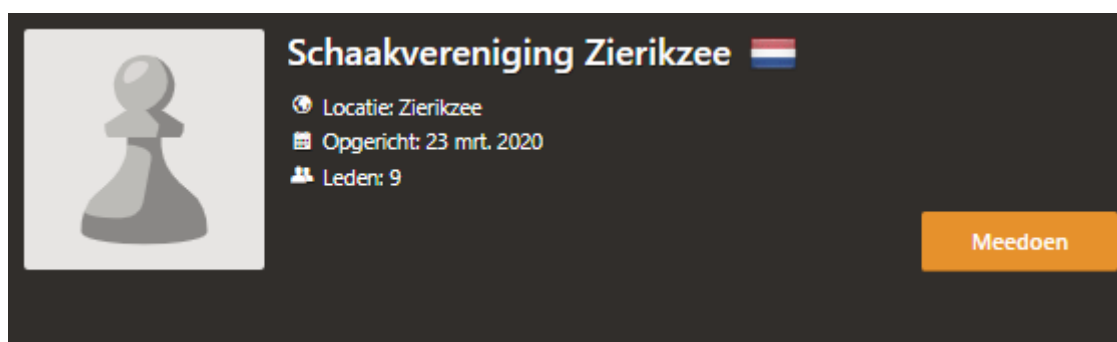 Schaakvereniging Zierikzee
Locatie: Zierikzee
Opgericht: 23 mrt. 2020
Leden: 9
Meedoen